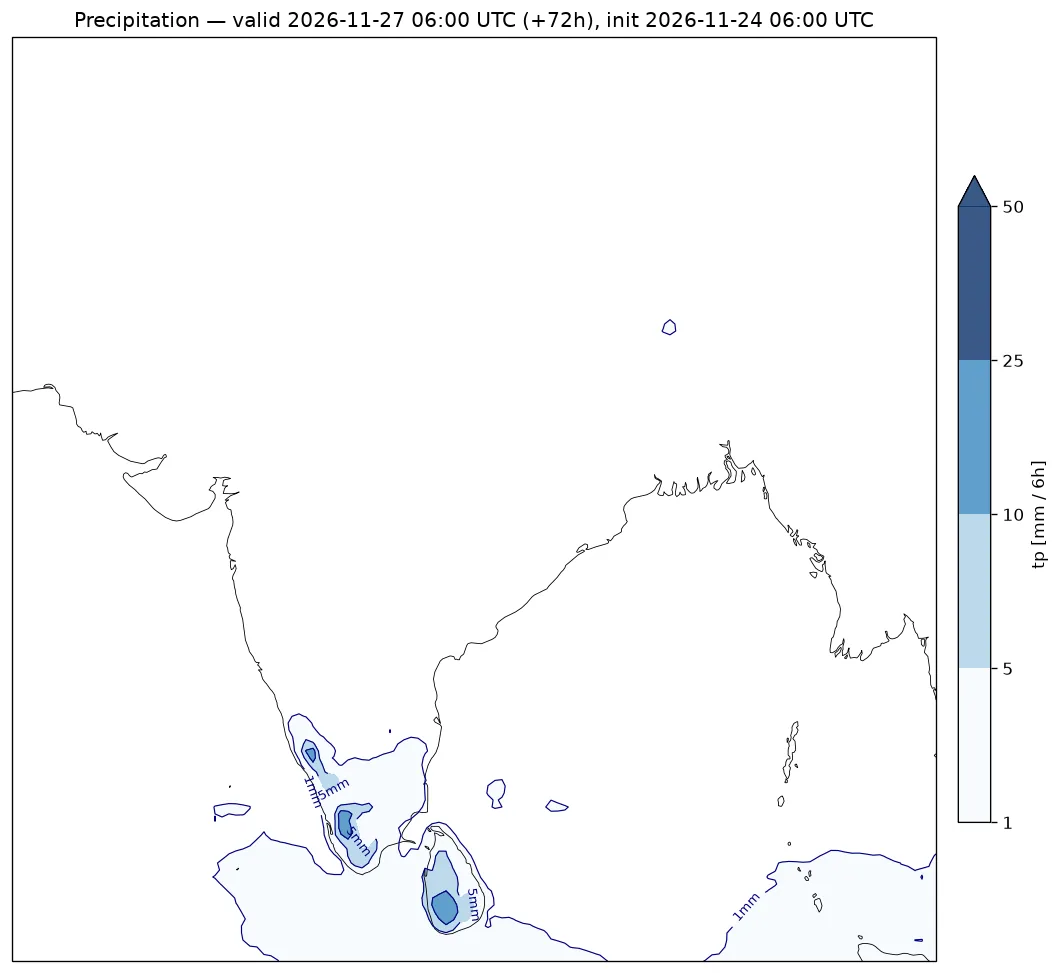 Precipitation — valid 2026-11-27 06:00 UTC (+72h), init 2026-11-24 06:00 UTC
50
25
10
5
1
tp [mm / 6h]
1mm
5mm
5mm
5mm
1mm